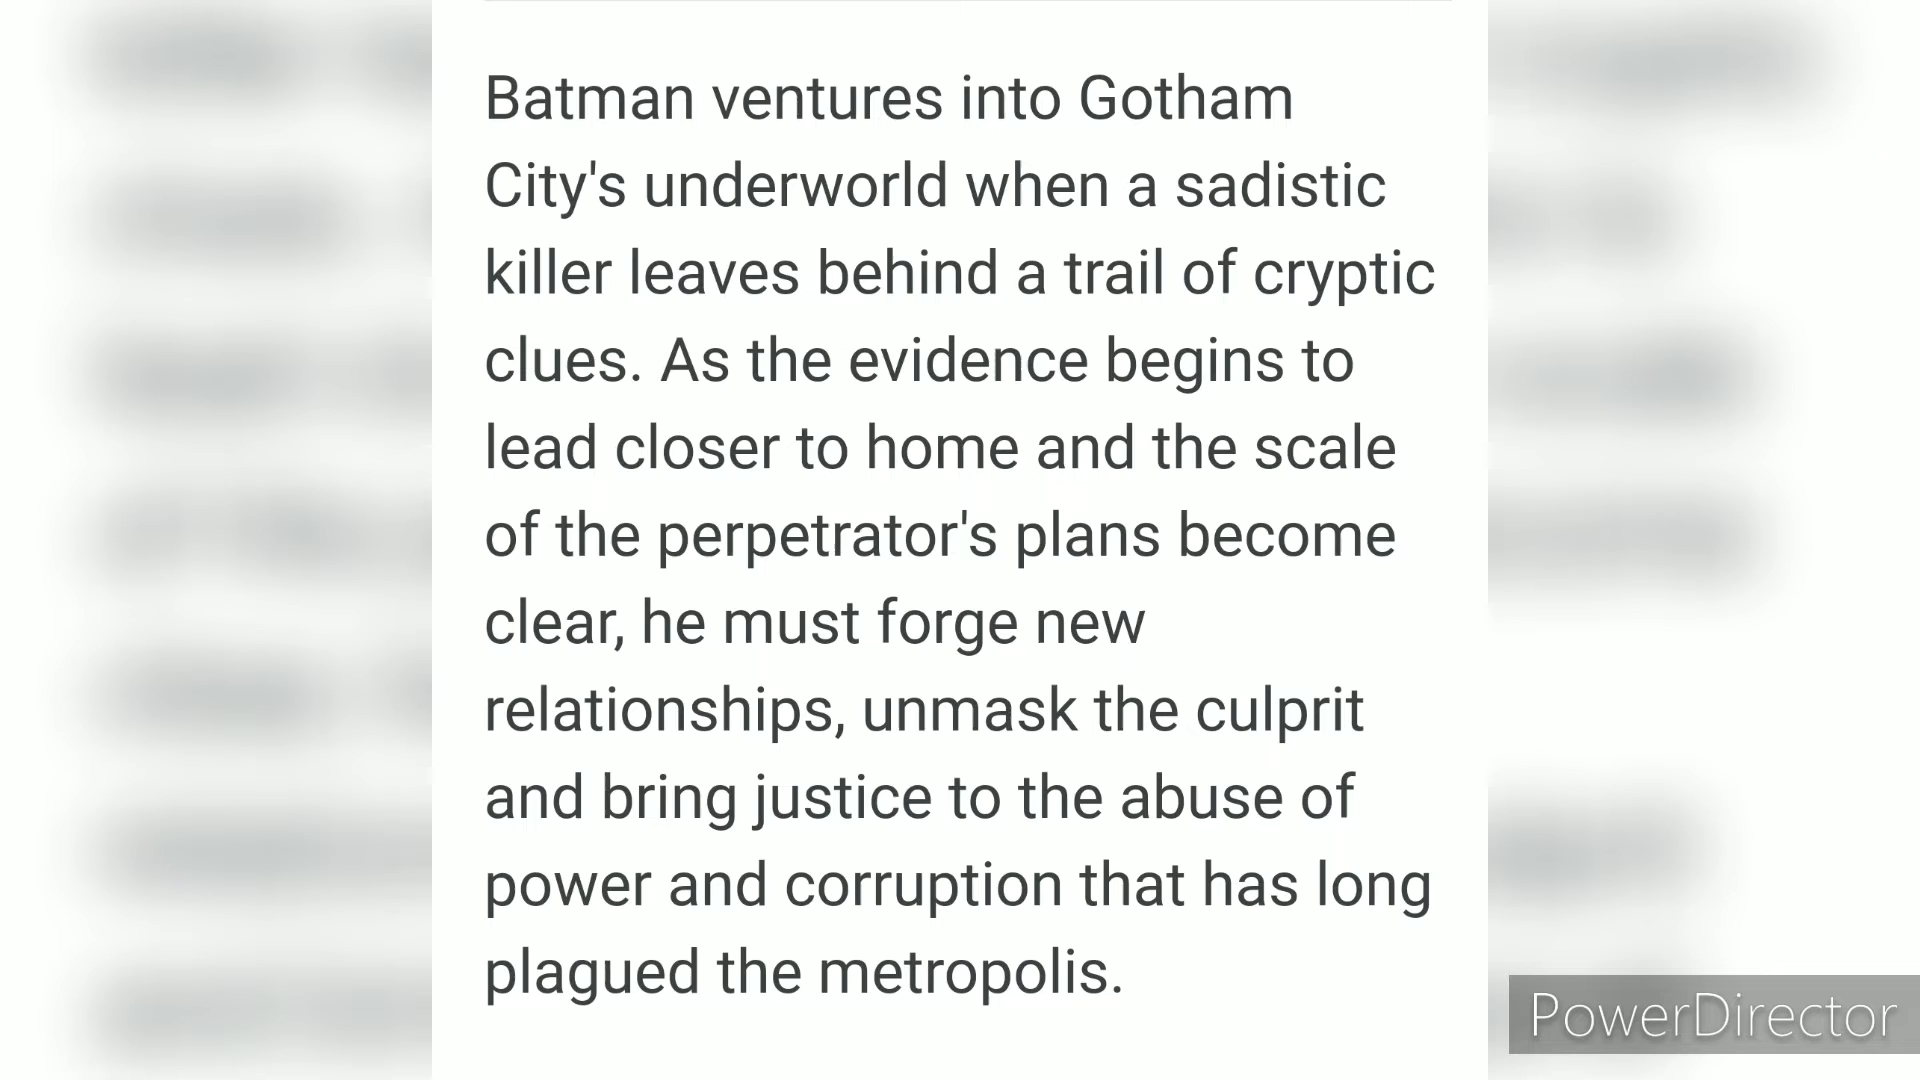 Batman ventures into Gotham
City's underworld when a sadistic
killer leaves behind a trail of cryptic
clues. As the evidence begins to
lead closer to home and the scale
of the perpetrator's plans become
clear, he must forge new
relationships, unmask the culprit
and bring justice to the abuse of
power and corruption that has long
plagued the metropolis.
PowerDirector